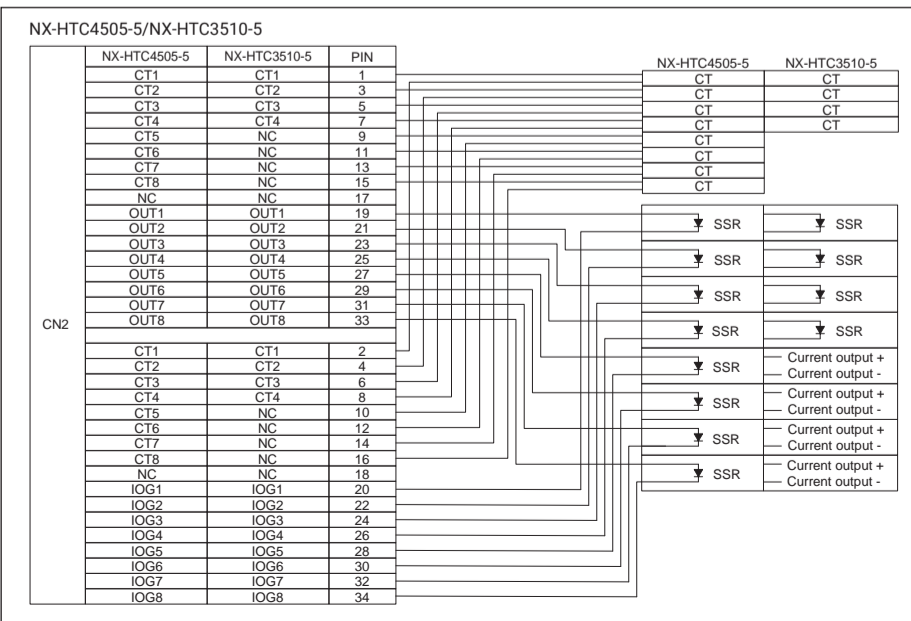 NX-HTC4505-5/NX-HTC3510-5
CN2
NX-HTC4505-5 NX-HTC3510-5 PIN
CT1 CT1 1
CT2 CT2 3
CT3 CT3 5
CT4 CT4 7
CT5 NC 9
CT6 NC 11
CT7 NC 13
CT8 NC 15
NC NC 17
OUT1 OUT1 19
OUT2 OUT2 21
OUT3 OUT3 23
OUT4 OUT4 25
OUT5 OUT5 27
OUT6 OUT6 29
OUT7 OUT7 31
OUT8 OUT8 33
CT1 CT1 2
CT2 CT2 4
CT3 CT3 6
CT4 CT4 8
CT5 NC 10
CT6 NC 12
CT7 NC 14
CT8 NC 16
NC NC 18
IOG1 IOG1 20
IOG2 IOG2 22
IOG3 IOG3 24
IOG4 IOG4 26
IOG5 IOG5 28
IOG6 IOG6 30
IOG7 IOG7 32
IOG8 IOG8 34
NX-HTC4505-5 NX-HTC3510-5
CT CT
CT CT
CT CT
CT CT
CT
CT
CT
CT
SSR SSR
SSR SSR
SSR SSR
SSR SSR
SSR Current output +
Current output -
SSR Current output +
Current output -
SSR Current output +
Current output -
SSR Current output +
Current output -